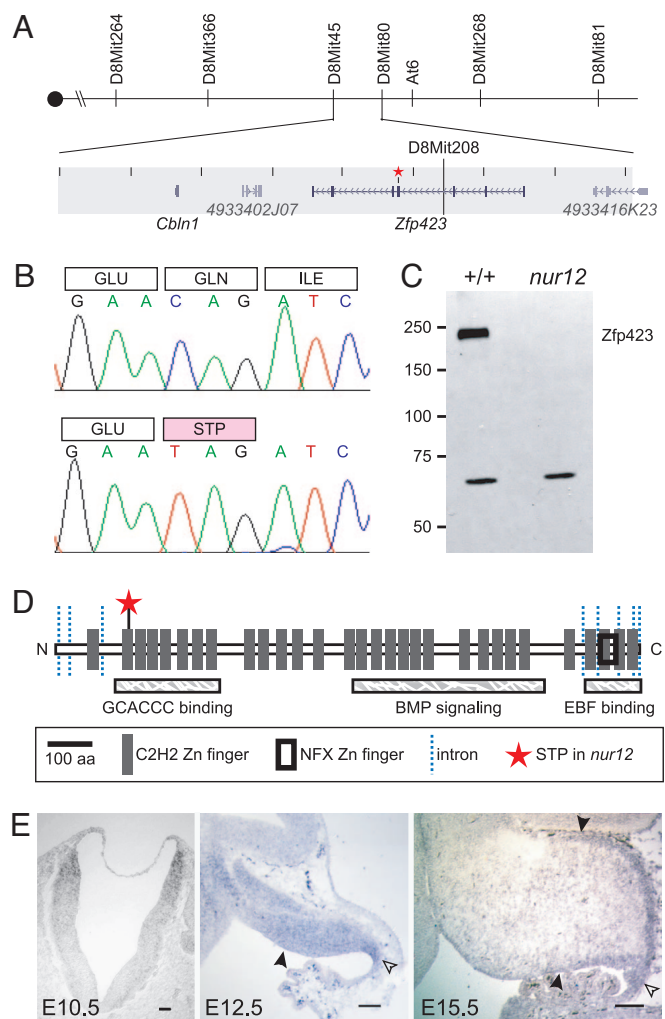 A
D8Mit264
D8Mit366
D8Mit45
D8Mit80
At6
D8Mit268
D8Mit81
D8Mit208
4933402J07
4933416K23
Cbln1
Zfp423
B
GLU GLN ILE
G A A C A G A T C
GLU STP
G A A T A G A T C
C
+/+ nur12
250
Zfp423
150
100
75
50
D
N
C
GCACCC binding
BMP signaling
EBF binding
100 aa
C2H2 Zn finger
NFX Zn finger
intron
STP in nur12
E
E10.5
E12.5
E15.5